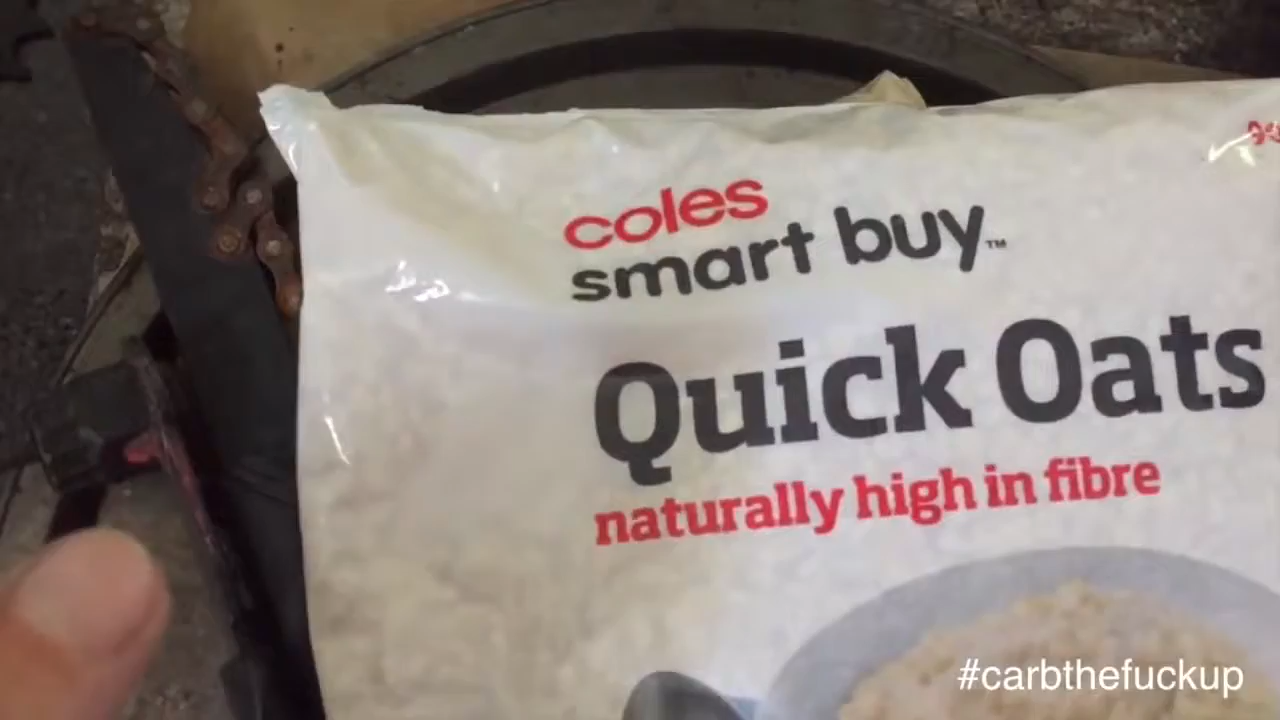 coles
smart buy™
Quick Oats
naturally high in fibre
#carbthefuckup